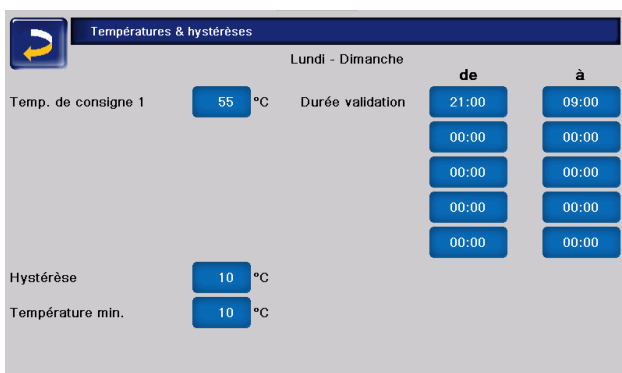 Températures & hystérèses
Lundi - Dimanche
de à
Temp. de consigne 1 55 °C Durée validation 21:00 09:00
00:00 00:00
00:00 00:00
00:00 00:00
00:00 00:00
Hystérèse 10 °C
Température min. 10 °C